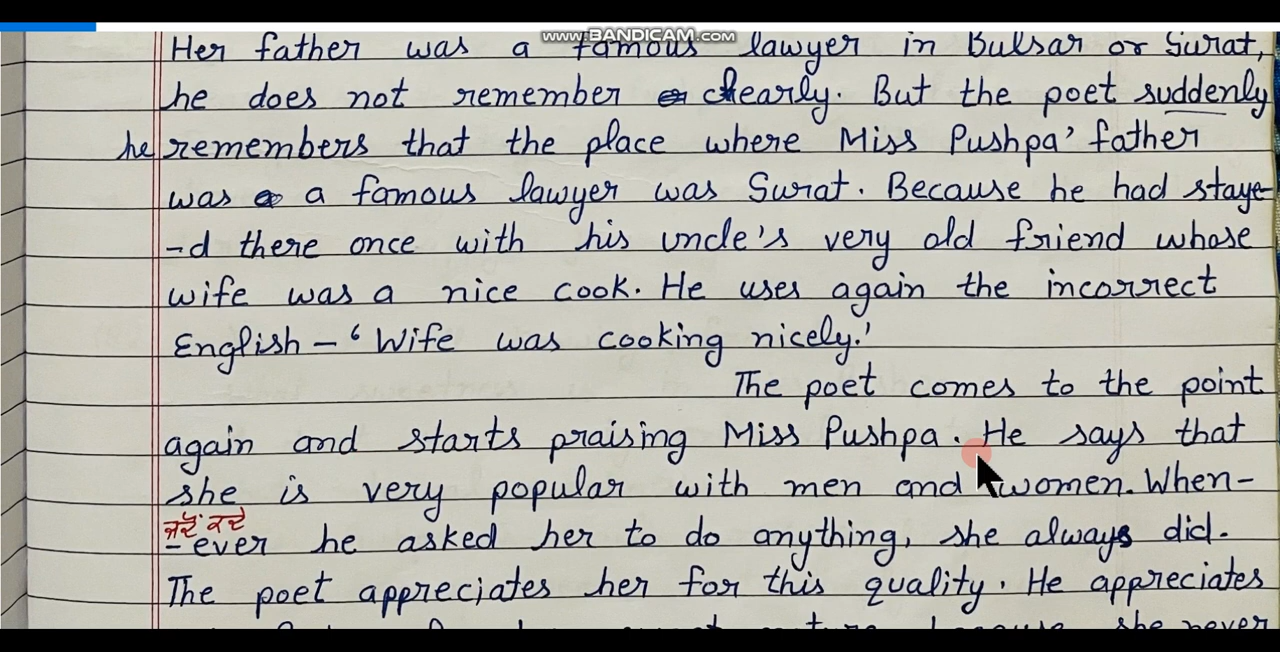 www.BANDICAM.com
Her father was a famous lawyer in Bulsar or Surat,
he does not remember clearly. But the poet suddenly
he remembers that the place where Miss Pushpa' father
was a famous lawyer was Surat. Because he had staye-
-d there once with his uncle's very old friend whose
wife was a nice cook. He uses again the incorrect
English - 'Wife was cooking nicely.'
The poet comes to the point
again and starts praising Miss Pushpa. He says that
she is very popular with men and women. When-
ਜਦੋਂ ਕਦੇ
-ever he asked her to do anything, she always did.
The poet appreciates her for this quality. He appreciates
because she never